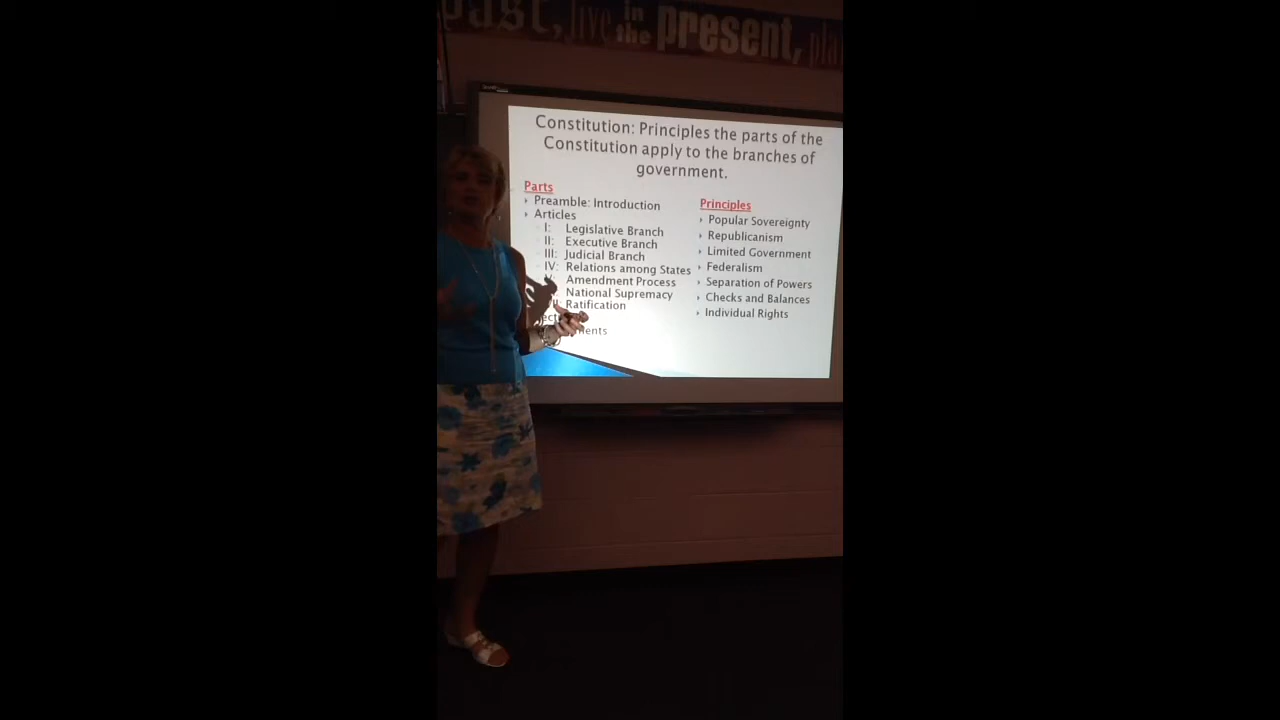 past, live in the present, pla
Constitution: Principles the parts of the
Constitution apply to the branches of
government.
Parts
Preamble: Introduction
Articles
I: Legislative Branch
II: Executive Branch
III: Judicial Branch
IV: Relations among States
Amendment Process
National Supremacy
Ratification
Principles
Popular Sovereignty
Republicanism
Limited Government
Federalism
Separation of Powers
Checks and Balances
Individual Rights